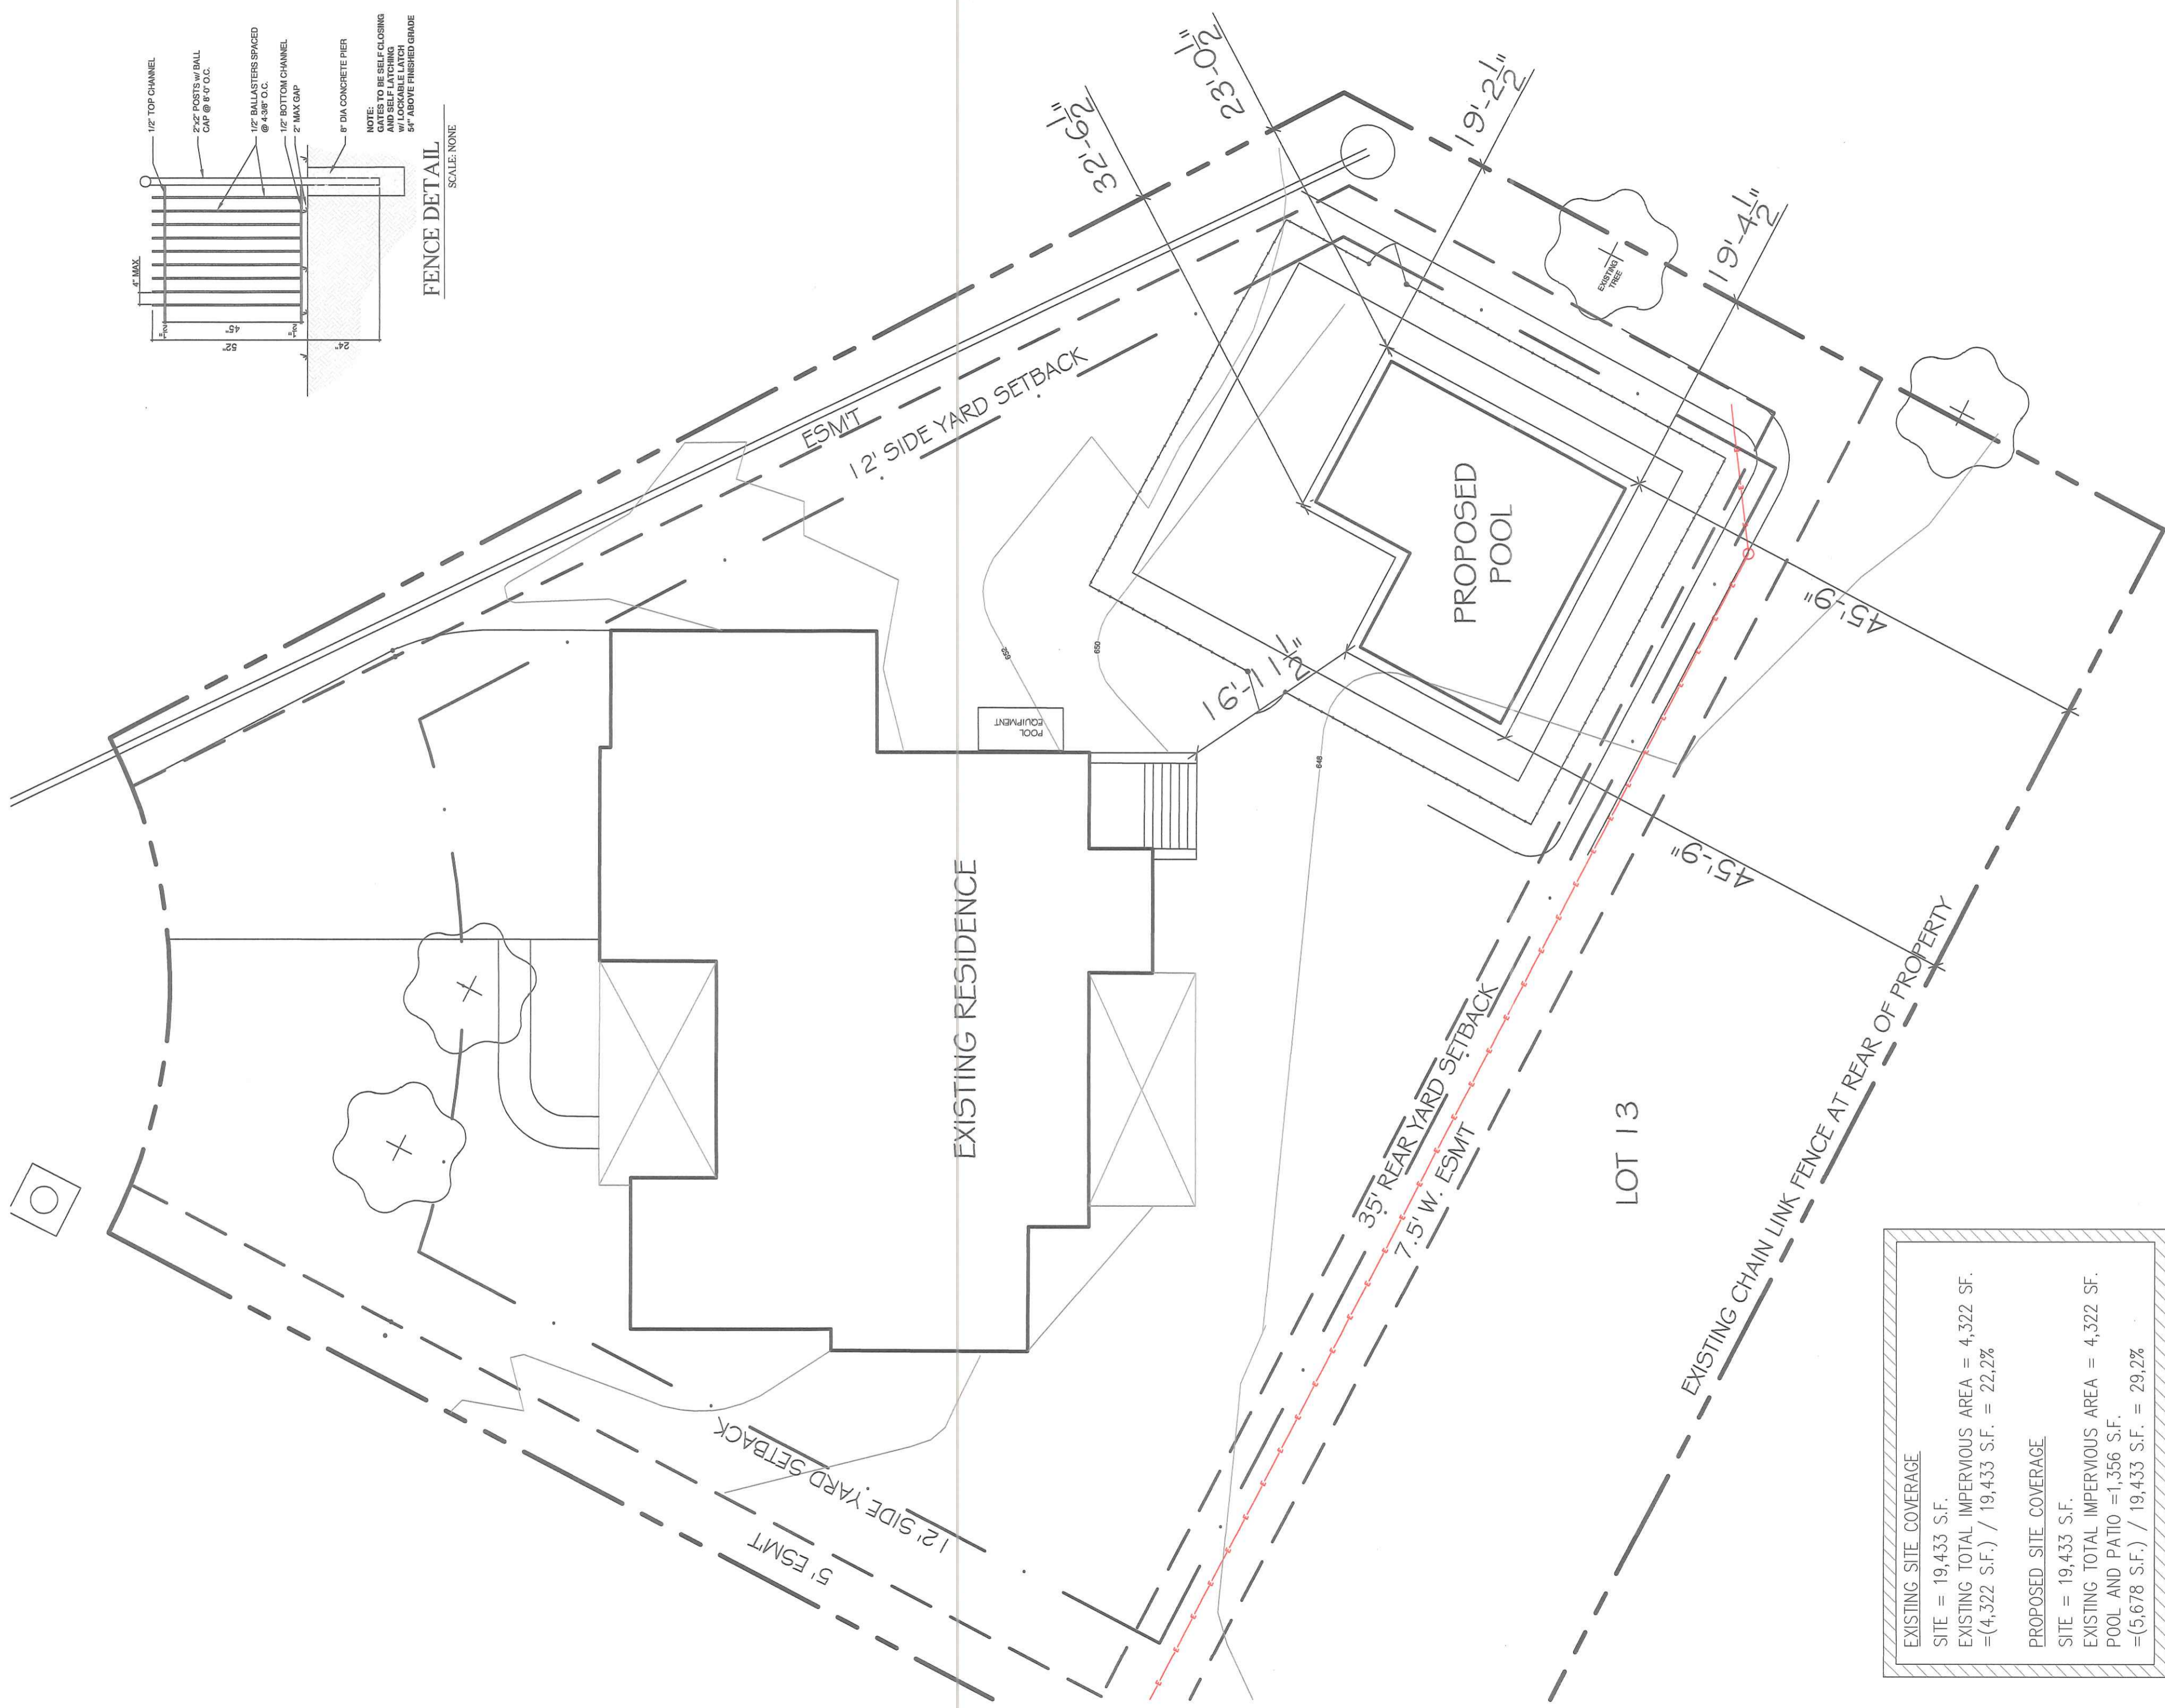 4" MAX
1/2" TOP CHANNEL
2"x2" POSTS w/ BALL
CAP @ 8'-0" O.C.
1/2" BALLASTERS SPACED
@ 4-3/8" O.C.
1/2" BOTTOM CHANNEL
2" MAX GAP
8" DIA CONCRETE PIER
NOTE:
GATES TO BE SELF CLOSING
AND SELF LATCHING
w/ LOCKABLE LATCH
54" ABOVE FINISHED GRADE
45"
52"
24"
FENCE DETAIL
SCALE: NONE
32'-6 1/2"
23'-0 1/2"
19'-2 1/2"
19'-4 1/2"
EXISTING
TREE
ESM'T
12' SIDE YARD SETBACK
PROPOSED
POOL
650
650
648
POOL
EQUIPMENT
16'-11 1/2"
45'-9"
45'-9"
EXISTING RESIDENCE
35' REAR YARD SETBACK
7.5' W. ESM'T
LOT 13
EXISTING CHAIN LINK FENCE AT REAR OF PROPERTY
12' SIDE YARD SETBACK
5' ESM'T
EXISTING SITE COVERAGE
SITE = 19,433 S.F.
EXISTING TOTAL IMPERVIOUS AREA = 4,322 SF.
=(4,322 S.F.) / 19,433 S.F. = 22,2%
PROPOSED SITE COVERAGE
SITE = 19,433 S.F.
EXISTING TOTAL IMPERVIOUS AREA = 4,322 SF.
POOL AND PATIO =1,356 S.F.
=(5,678 S.F.) / 19,433 S.F. = 29,2%